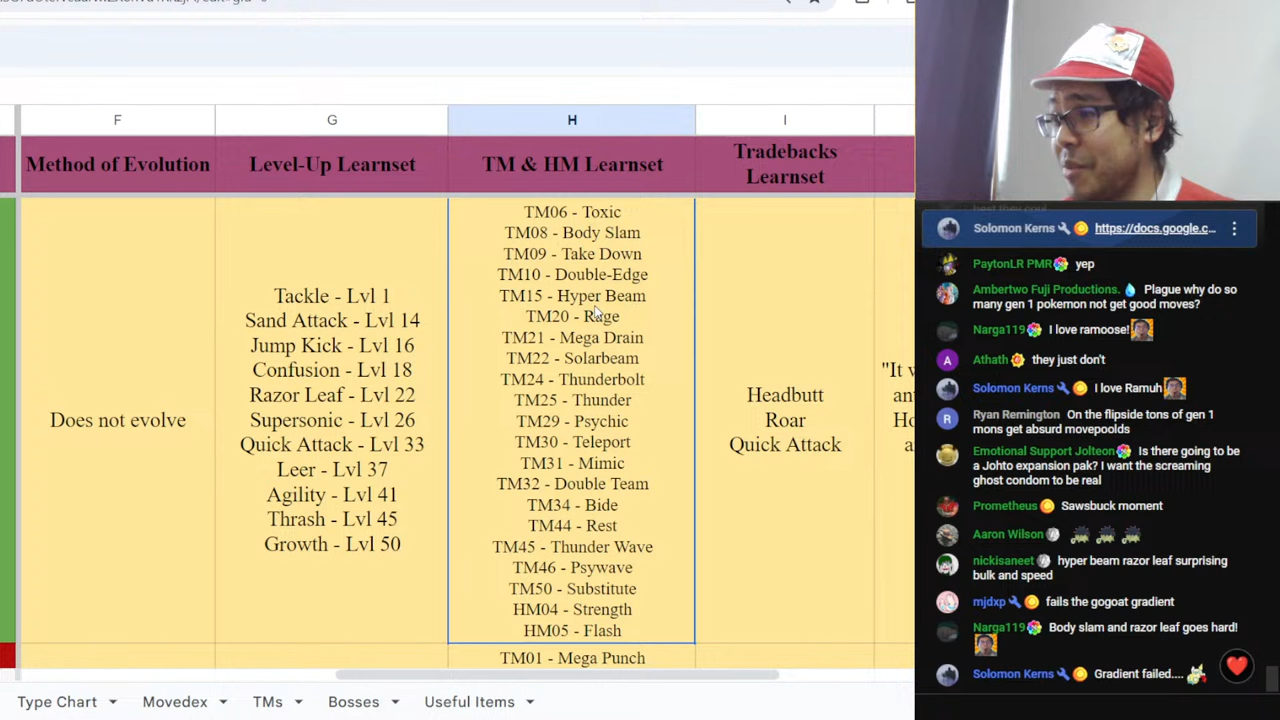 F
G
H
I
Method of Evolution
Level-Up Learnset
TM & HM Learnset
Tradebacks
Learnset
Does not evolve
Tackle - Lvl 1
Sand Attack - Lvl 14
Jump Kick - Lvl 16
Confusion - Lvl 18
Razor Leaf - Lvl 22
Supersonic - Lvl 26
Quick Attack - Lvl 33
Leer - Lvl 37
Agility - Lvl 41
Thrash - Lvl 45
Growth - Lvl 50
TM06 - Toxic
TM08 - Body Slam
TM09 - Take Down
TM10 - Double-Edge
TM15 - Hyper Beam
TM20 - Rage
TM21 - Mega Drain
TM22 - Solarbeam
TM24 - Thunderbolt
TM25 - Thunder
TM29 - Psychic
TM30 - Teleport
TM31 - Mimic
TM32 - Double Team
TM34 - Bide
TM44 - Rest
TM45 - Thunder Wave
TM46 - Psywave
TM50 - Substitute
HM04 - Strength
HM05 - Flash
TM01 - Mega Punch
Headbutt
Roar
Quick Attack
"It
Ho
Type Chart
Movedex
TMs
Bosses
Useful Items
Solomon Kerns https://docs.google.c...
PaytonLR PMR yep
Ambertwo Fuji Productions. Plague why do so
many gen 1 pokemon not get good moves?
Narga119 I love ramoose!
A Athath they just don't
Solomon Kerns I love Ramuh
R Ryan Remington On the flipside tons of gen 1
mons get absurd movepoolds
Emotional Support Jolteon Is there going to be
a Johto expansion pak? I want the screaming
ghost condom to be real
Prometheus Sawsbuck moment
Aaron Wilson
nickisaneet hyper beam razor leaf surprising
bulk and speed
mjdxp fails the gogoat gradient
Narga119 Body slam and razor leaf goes hard!
Solomon Kerns Gradient failed....